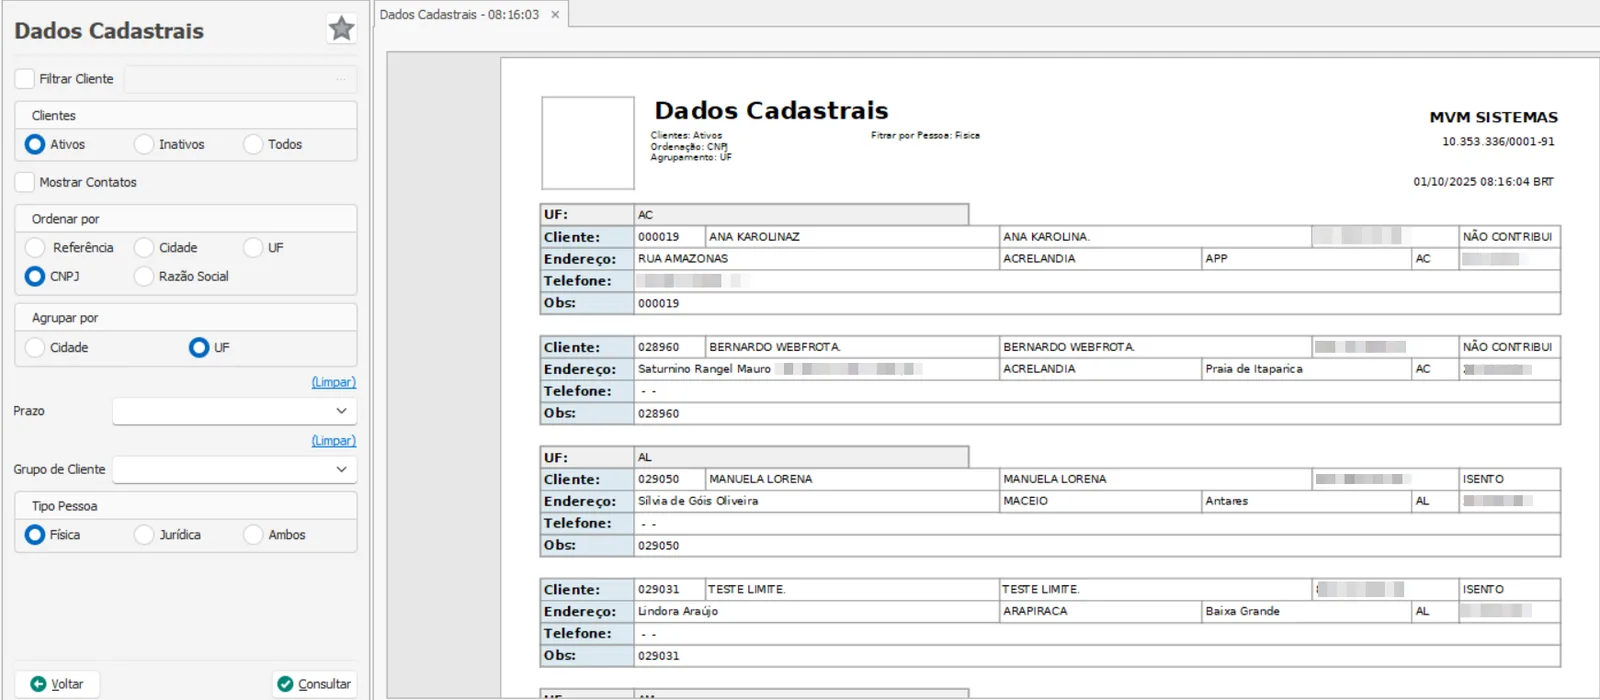 Dados Cadastrais
Filtrar Cliente
...
Clientes
Ativos Inativos Todos
Mostrar Contatos
Ordenar por
Referência Cidade UF
CNPJ Razão Social
Agrupar por
Cidade UF
(Limpar)
Prazo
(Limpar)
Grupo de Cliente
Tipo Pessoa
Física Jurídica Ambos
Voltar Consultar
Dados Cadastrais - 08:16:03 ×
Dados Cadastrais
Clientes: Ativos Fitrar por Pessoa: Fisica
Ordenação: CNPJ
Agrupamento: UF
MVM SISTEMAS
10.353.336/0001-91
01/10/2025 08:16:04 BRT
UF: AC
Cliente: 000019 ANA KAROLINAZ ANA KAROLINA. NÃO CONTRIBUI
Endereço: RUA AMAZONAS ACRELANDIA APP AC
Telefone:
Obs: 000019
Cliente: 028960 BERNARDO WEBFROTA. BERNARDO WEBFROTA. NÃO CONTRIBUI
Endereço: Saturnino Rangel Mauro ACRELANDIA Praia de Itaparica AC
Telefone: - -
Obs: 028960
UF: AL
Cliente: 029050 MANUELA LORENA MANUELA LORENA ISENTO
Endereço: Sílvia de Góis Oliveira MACEIO Antares AL
Telefone: - -
Obs: 029050
Cliente: 029031 TESTE LIMITE. TESTE LIMITE. ISENTO
Endereço: Lindora Araújo ARAPIRACA Baixa Grande AL
Telefone: - -
Obs: 029031